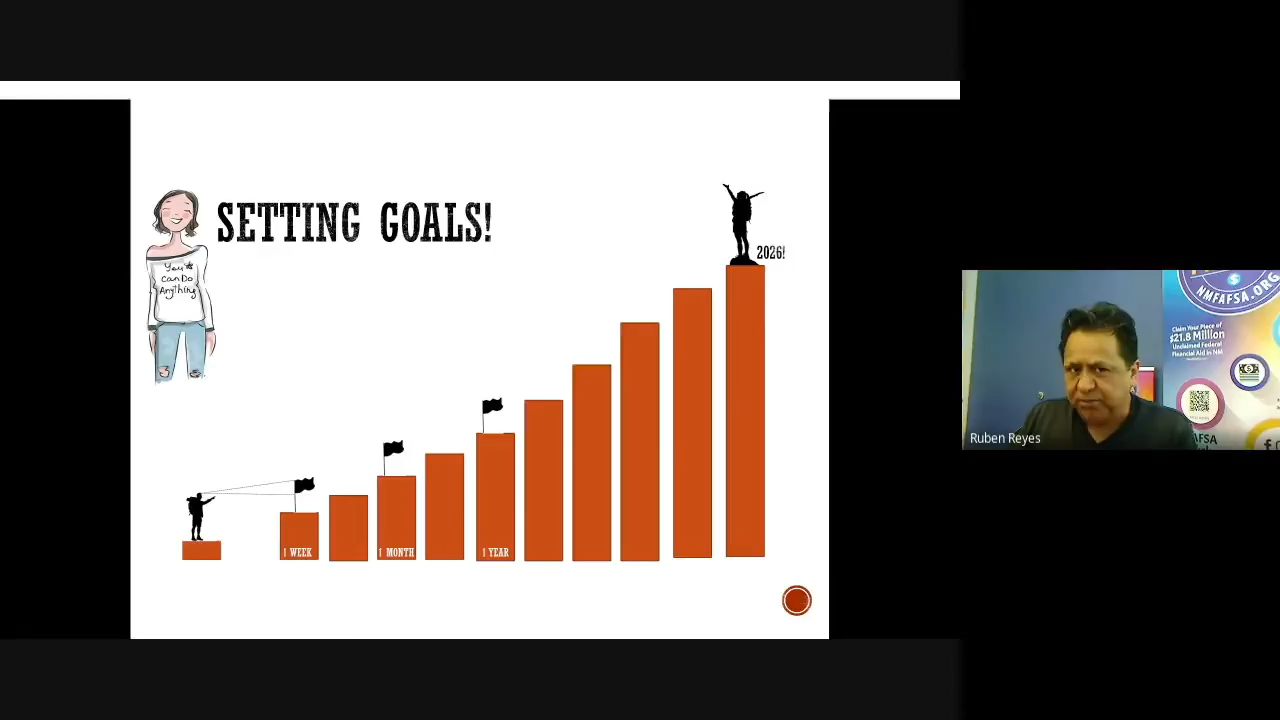 SETTING GOALS!
You
can Do
Anything
2026!
1 WEEK
1 MONTH
1 YEAR
NMFAFSA.ORG
Claim Your Piece of
$21.8 Million
Unclaimed Federal
Financial Aid in NM
AFSA
Ruben Reyes